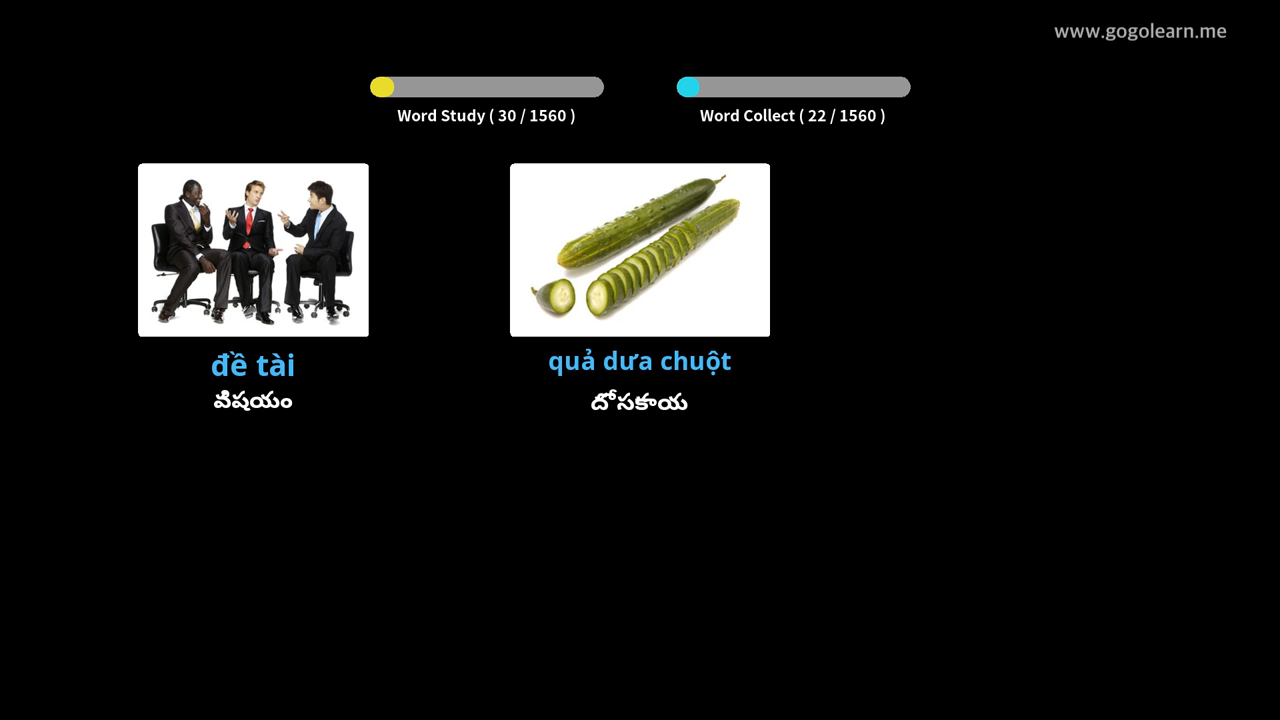 www.gogolearn.me
Word Study ( 30 / 1560 )
Word Collect ( 22 / 1560 )
đề tài
విషయం
quả dưa chuột
దోసకాయ